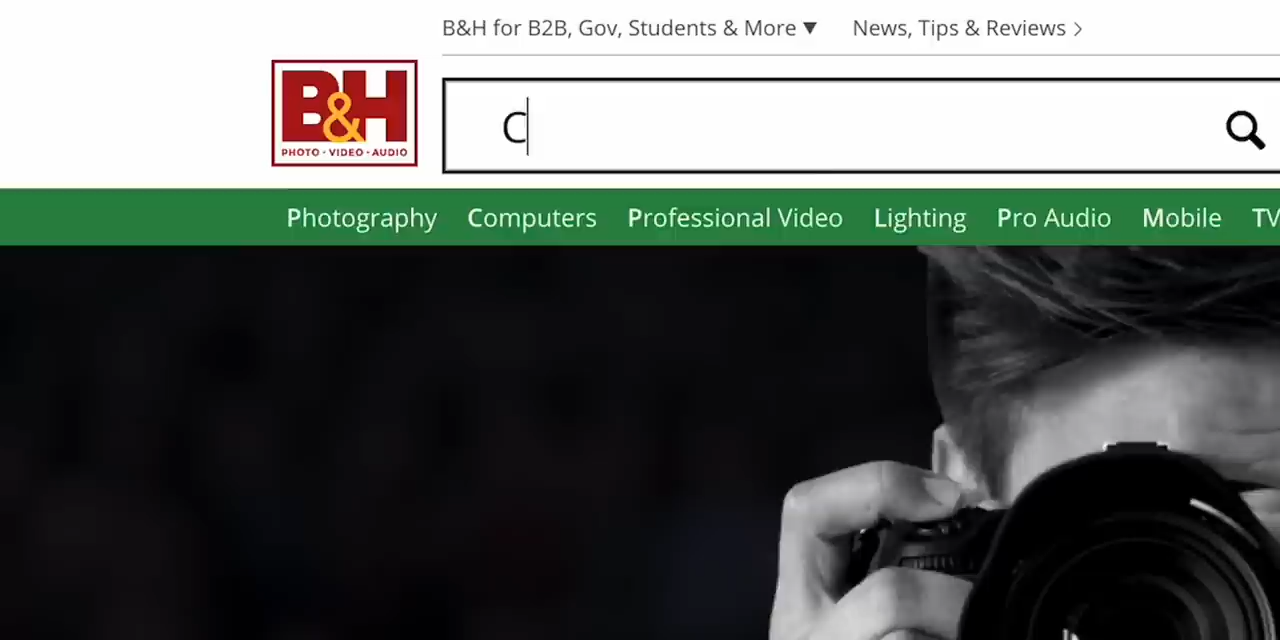 B&H for B2B, Gov, Students & More ▼ News, Tips & Reviews >
B&H
PHOTO · VIDEO · AUDIO
C
Photography Computers Professional Video Lighting Pro Audio Mobile TV